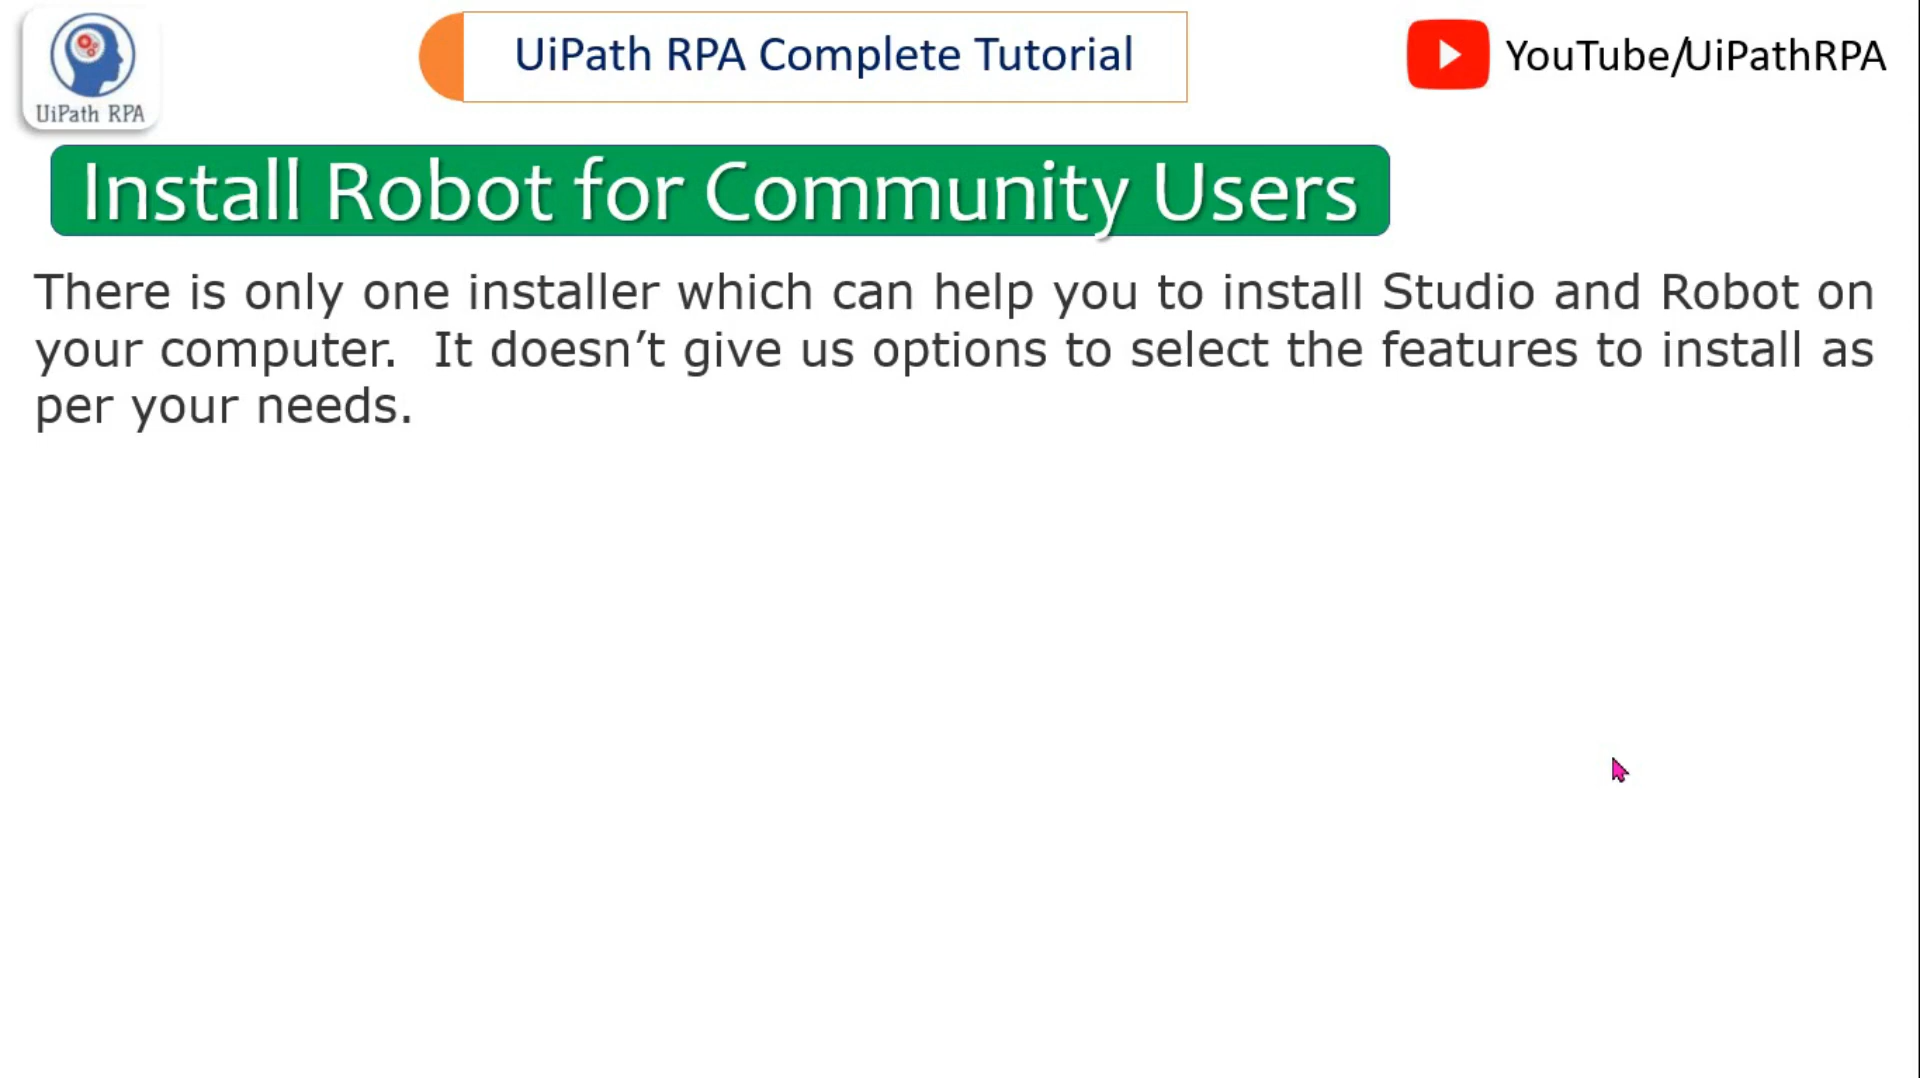 UiPath RPA
UiPath RPA Complete Tutorial
YouTube/UiPathRPA
Install Robot for Community Users
There is only one installer which can help you to install Studio and Robot on
your computer. It doesn’t give us options to select the features to install as
per your needs.